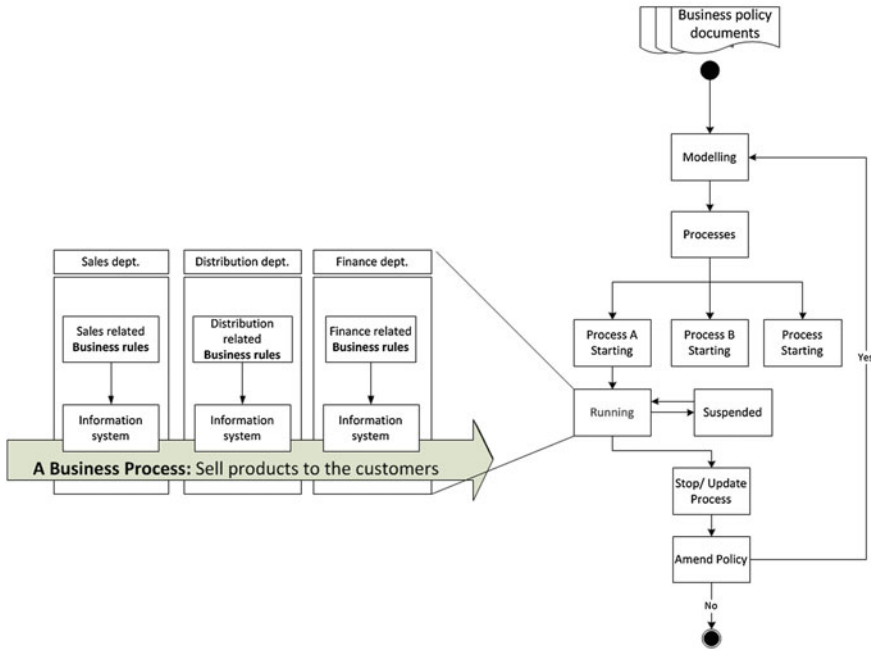 Business policy
documents
Modelling
Processes
Sales dept.
Distribution dept.
Finance dept.
Sales related
Business rules
Distribution
related
Business rules
Finance related
Business rules
Process A
Starting
Process B
Starting
Process
Starting
Yes
Information
system
Information
system
Information
system
Running
Suspended
A Business Process: Sell products to the customers
Stop/ Update
Process
Amend Policy
No